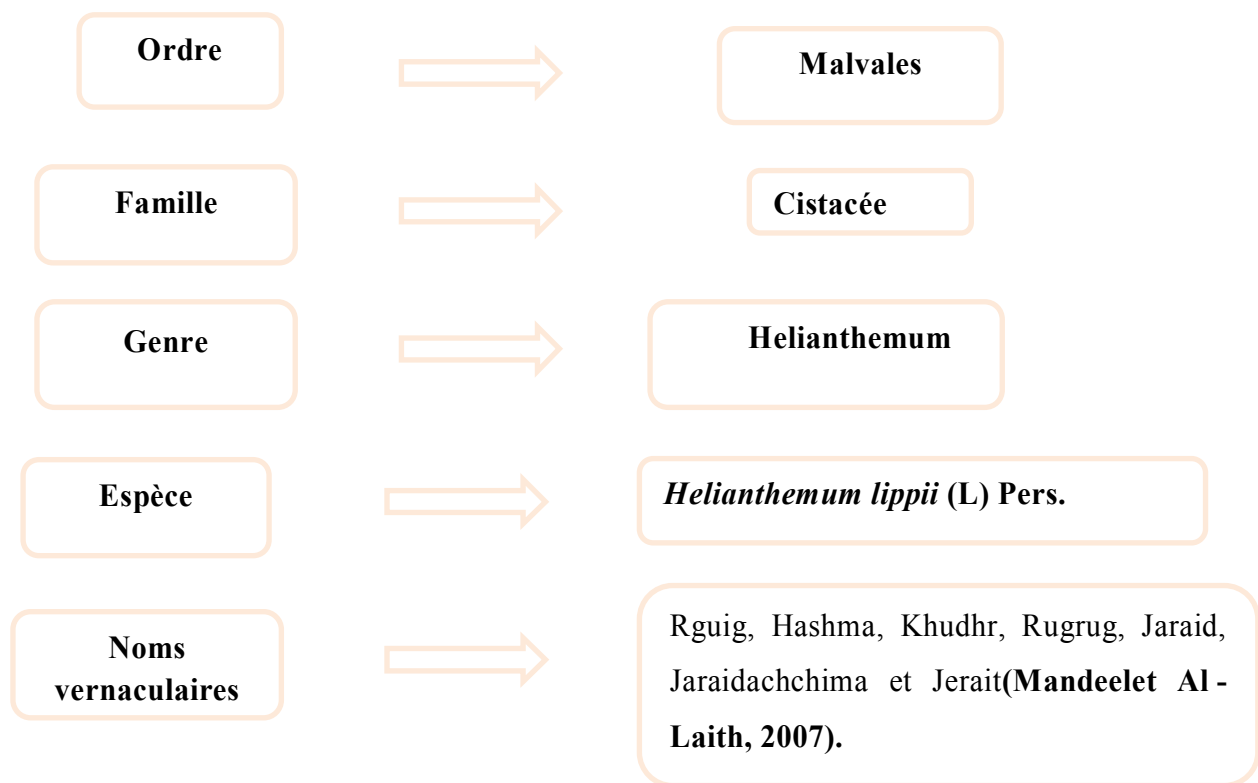 Ordre
Malvales
Famille
Cistacée
Genre
Helianthemum
Espèce
Helianthemum lippii (L) Pers.
Noms
vernaculaires
Rguig, Hashma, Khudhr, Rugrug, Jaraid,
Jaraidachchima et Jerait(Mandeelet Al -
Laith, 2007).